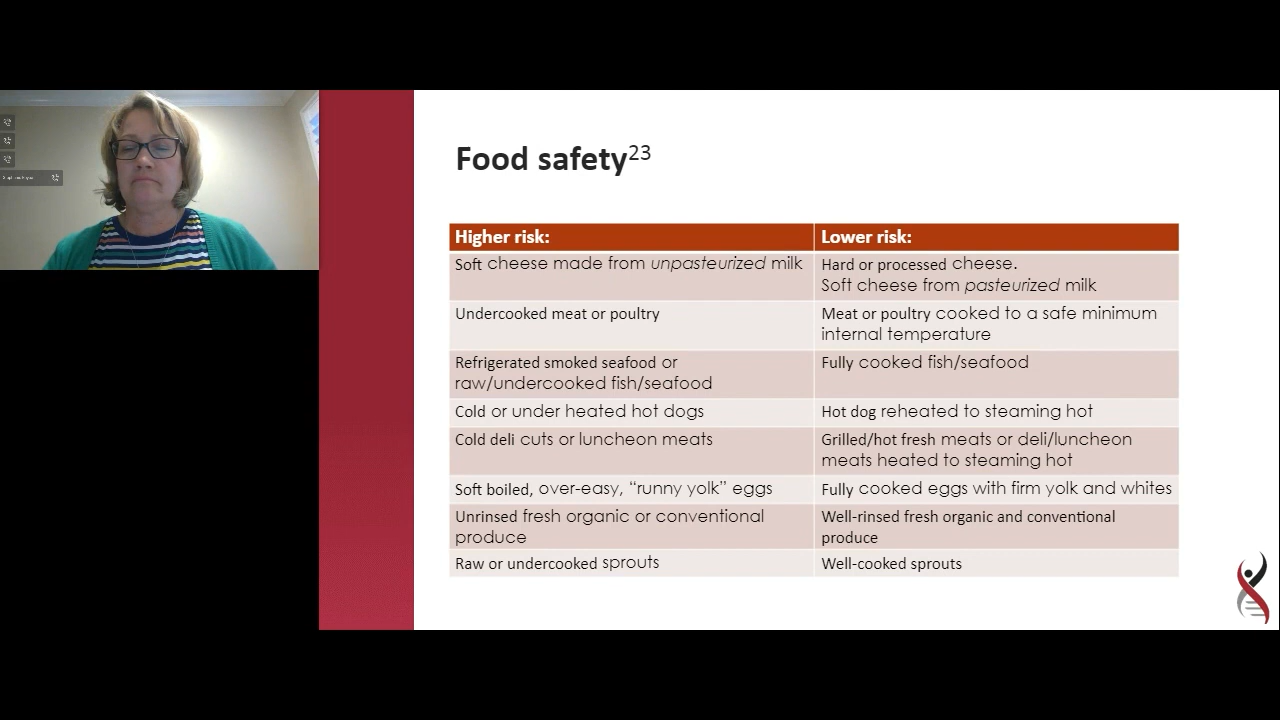 Food safety23
Higher risk:
Lower risk:
Soft cheese made from unpasteurized milk
Hard or processed cheese.
Soft cheese from pasteurized milk
Undercooked meat or poultry
Meat or poultry cooked to a safe minimum
internal temperature
Refrigerated smoked seafood or
raw/undercooked fish/seafood
Fully cooked fish/seafood
Cold or under heated hot dogs
Hot dog reheated to steaming hot
Cold deli cuts or luncheon meats
Grilled/hot fresh meats or deli/luncheon
meats heated to steaming hot
Soft boiled, over-easy, “runny yolk” eggs
Fully cooked eggs with firm yolk and whites
Unrinsed fresh organic or conventional
produce
Well-rinsed fresh organic and conventional
produce
Raw or undercooked sprouts
Well-cooked sprouts